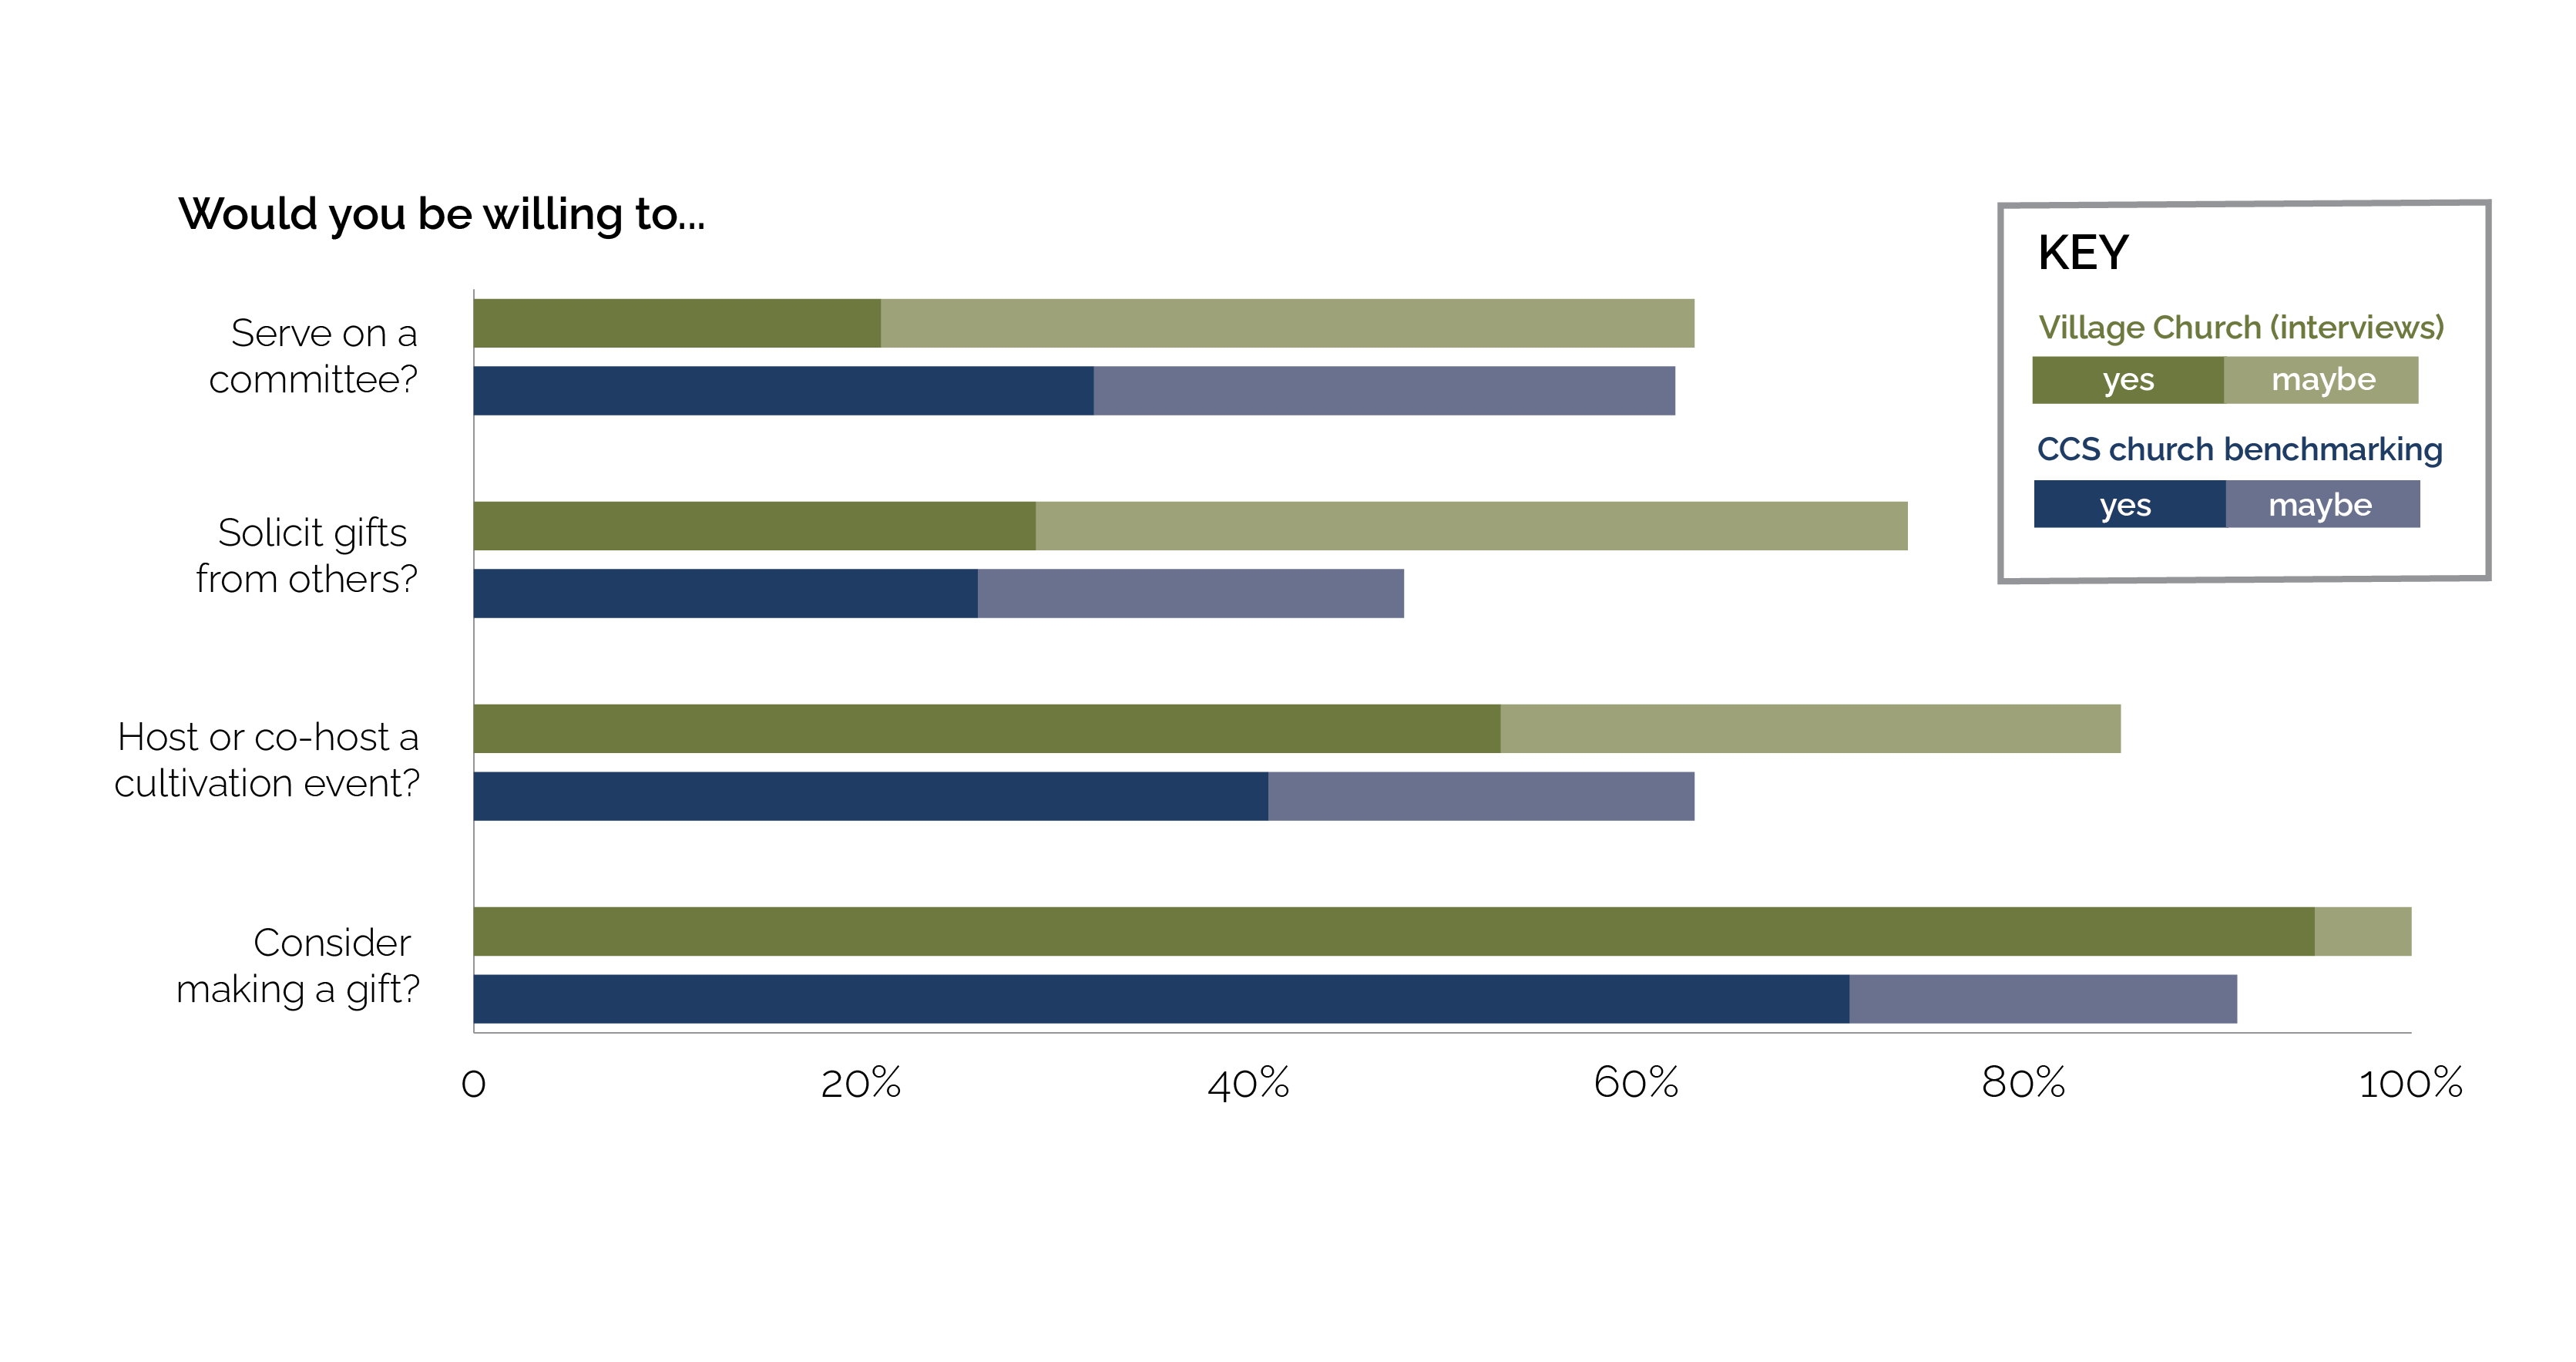 Would you be willing to...
KEY
Village Church (interviews)
yes maybe
CCS church benchmarking
yes maybe
Serve on a
committee?
Solicit gifts
from others?
Host or co-host a
cultivation event?
Consider
making a gift?
0 20% 40% 60% 80% 100%